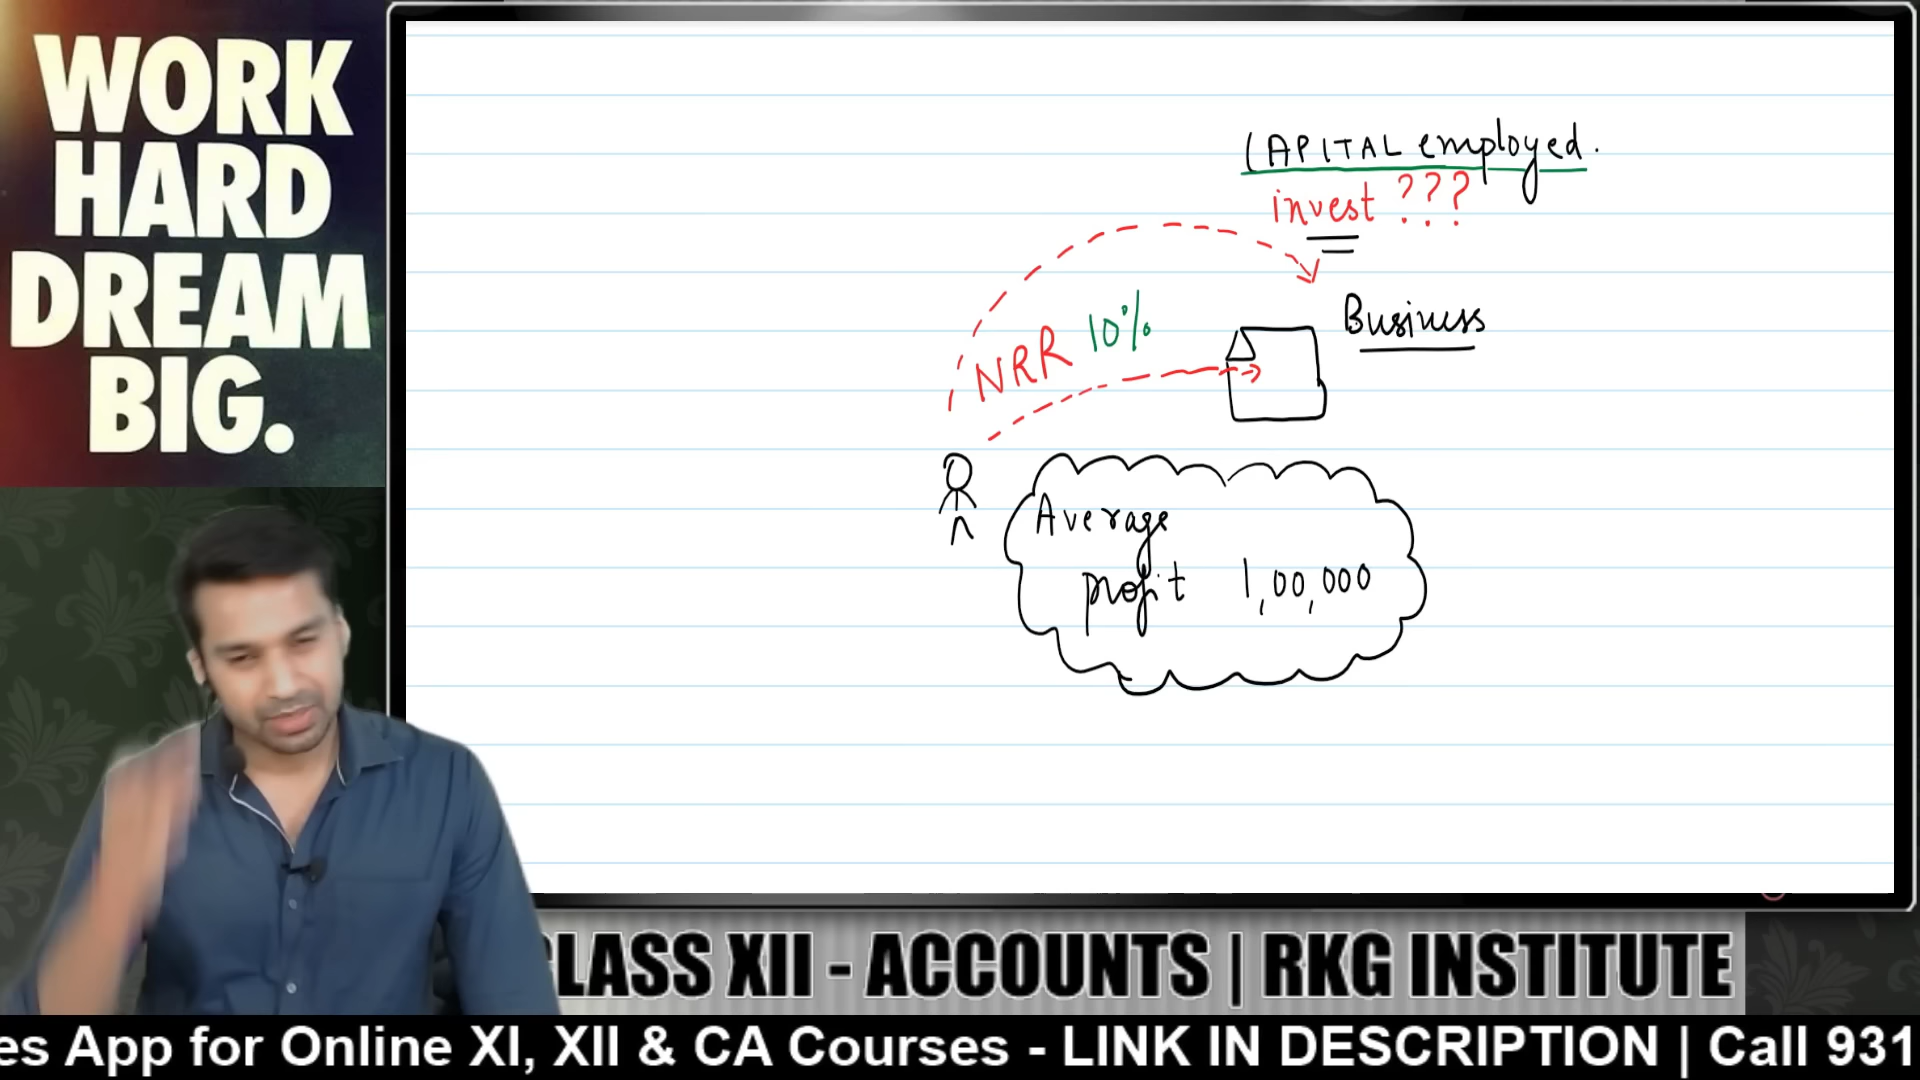 WORK
HARD
DREAM
BIG.
CAPITAL employed.
invest ???
Business
NRR 10%
Average
profit 1,00,000
CLASS XII - ACCOUNTS | RKG INSTITUTE
es App for Online XI, XII & CA Courses - LINK IN DESCRIPTION | Call 931